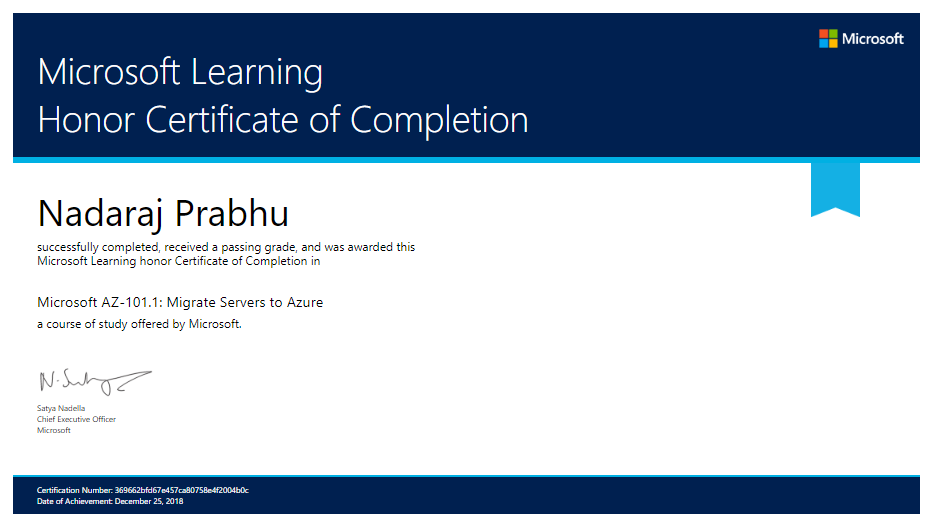 Microsoft
Microsoft Learning
Honor Certificate of Completion
Nadaraj Prabhu
successfully completed, received a passing grade, and was awarded this
Microsoft Learning honor Certificate of Completion in
Microsoft AZ-101.1: Migrate Servers to Azure
a course of study offered by Microsoft.
Satya Nadella
Chief Executive Officer
Microsoft
Certification Number: 369662bfd67e457ca80758e4f2004b0c
Date of Achievement: December 25, 2018